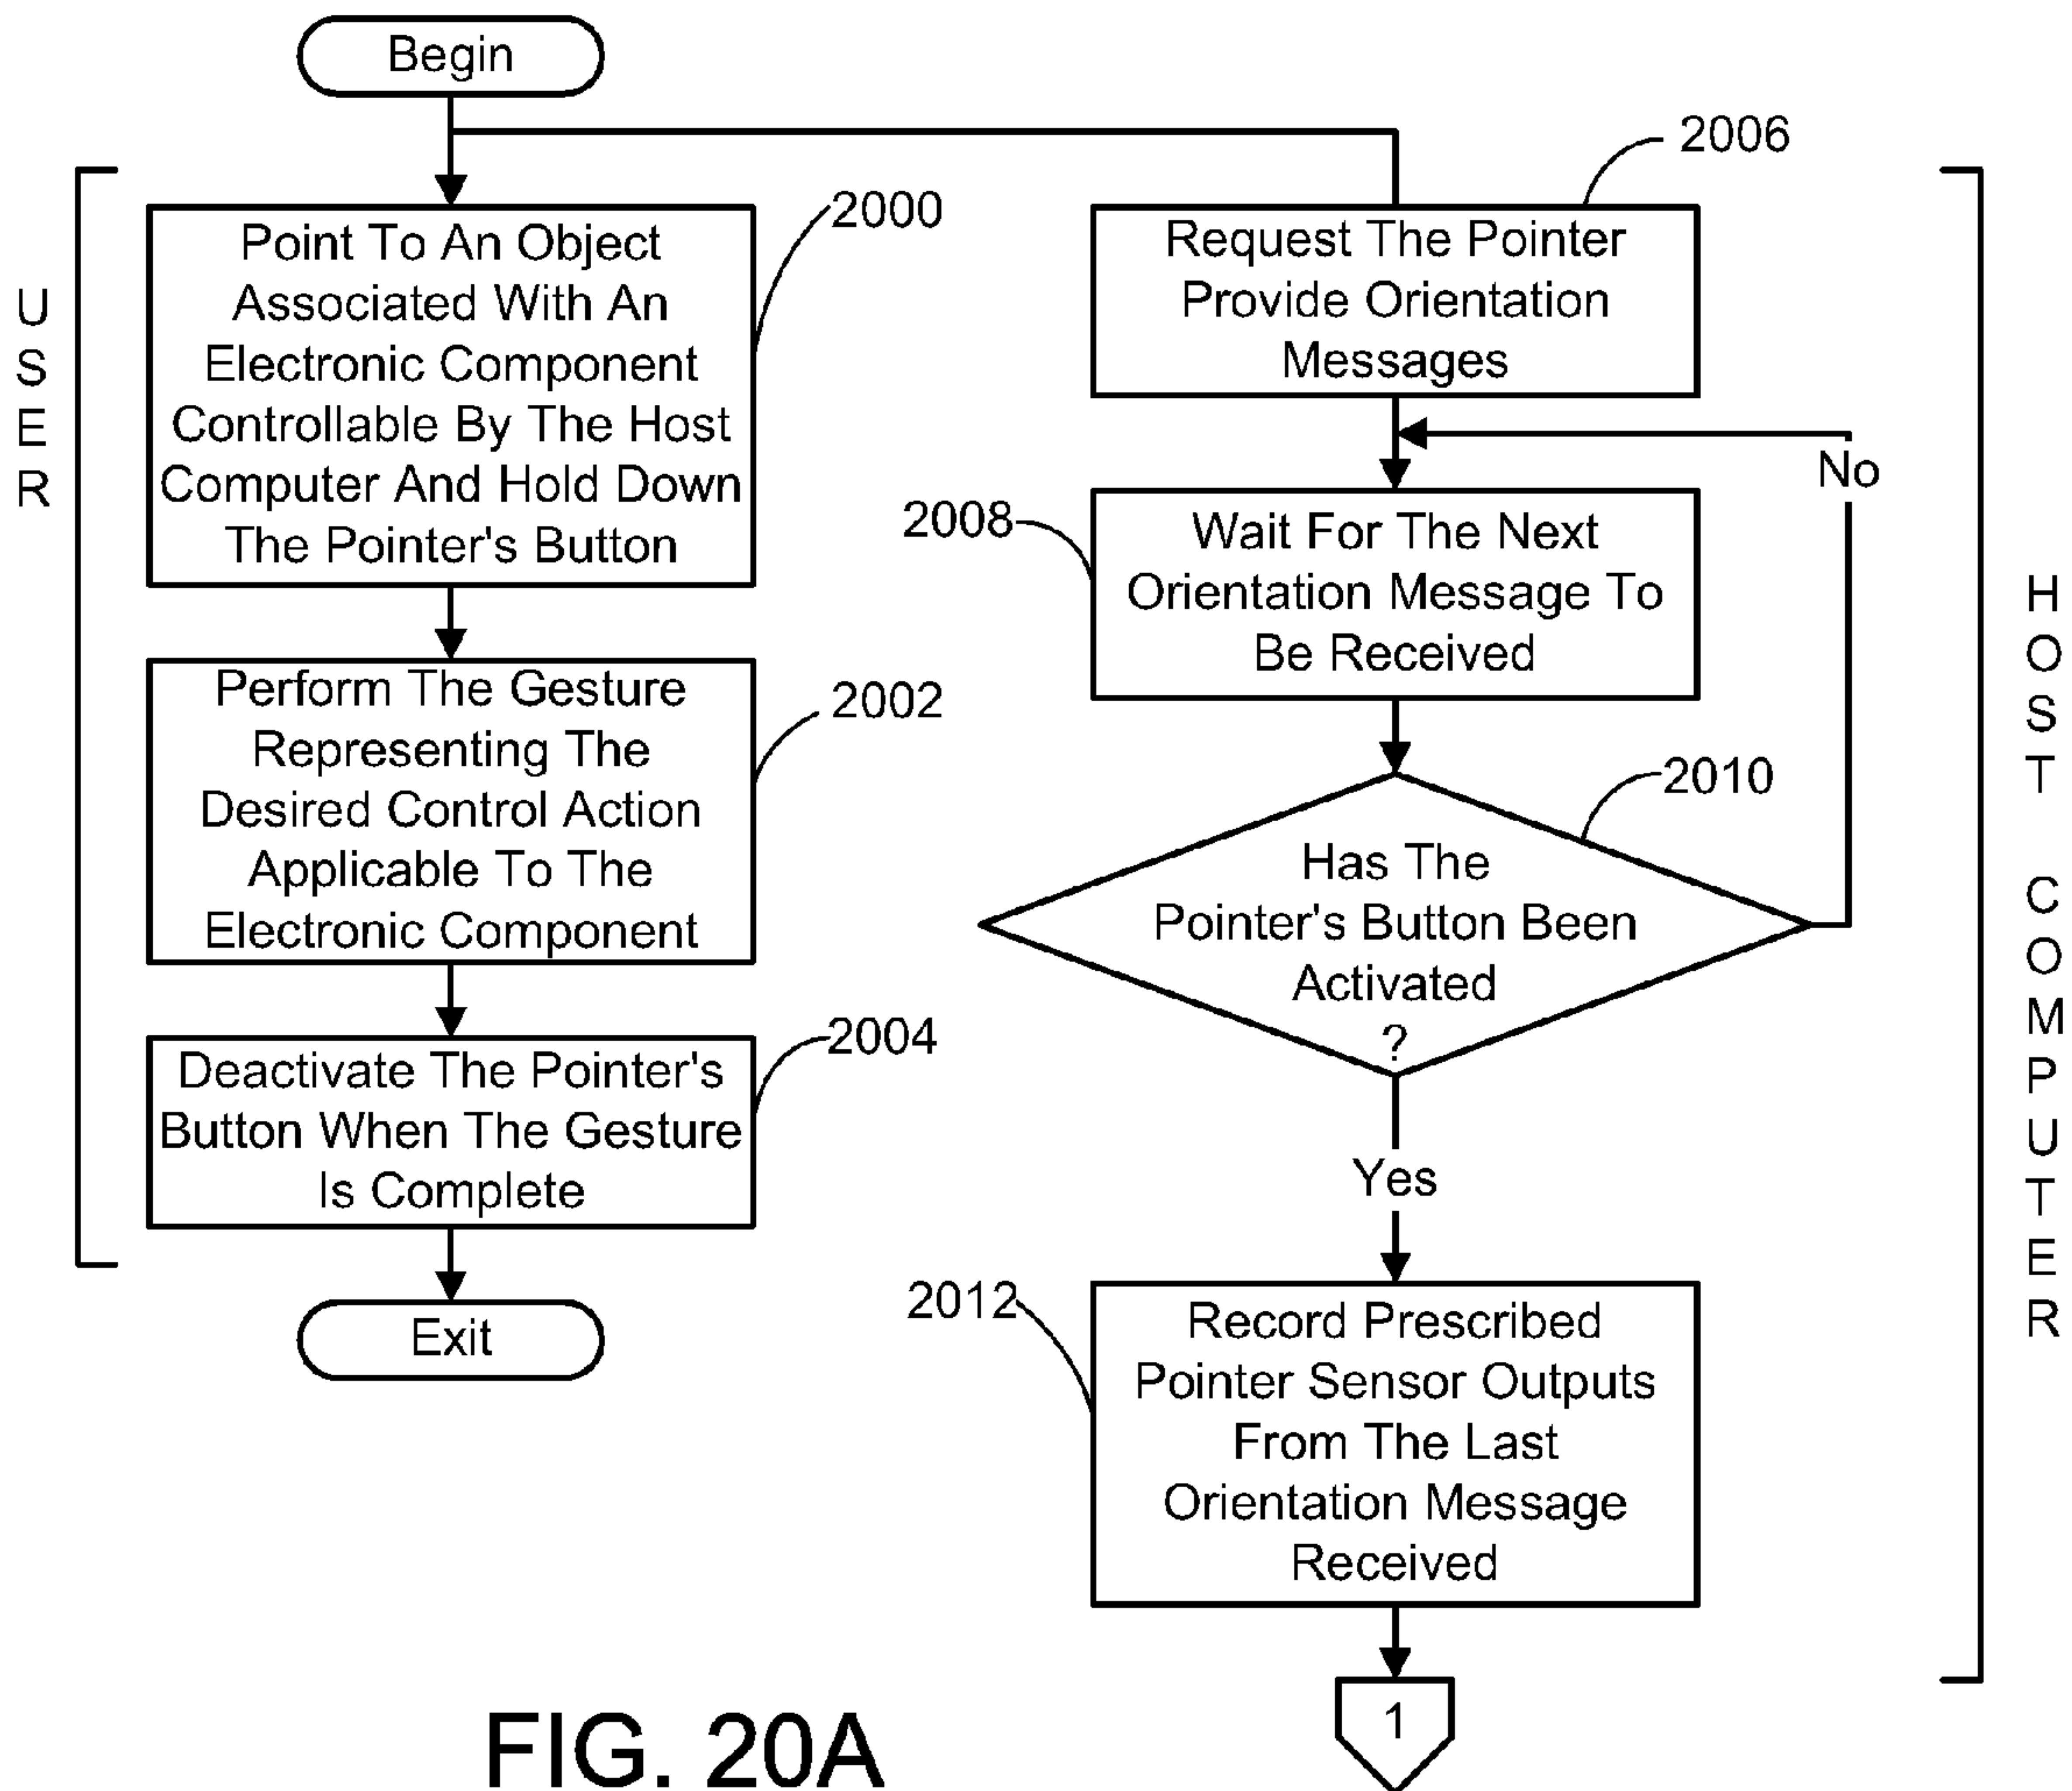 Begin
USER
2000
Point To An Object
Associated With An
Electronic Component
Controllable By The Host
Computer And Hold Down
The Pointer's Button
2002
Perform The Gesture
Representing The
Desired Control Action
Applicable To The
Electronic Component
2004
Deactivate The Pointer's
Button When The Gesture
Is Complete
Exit
2006
Request The Pointer
Provide Orientation
Messages
No
2008
Wait For The Next
Orientation Message To
Be Received
2010
Has The
Pointer's Button Been
Activated
?
Yes
2012
Record Prescribed
Pointer Sensor Outputs
From The Last
Orientation Message
Received
1
HOST COMPUTER
FIG. 20A